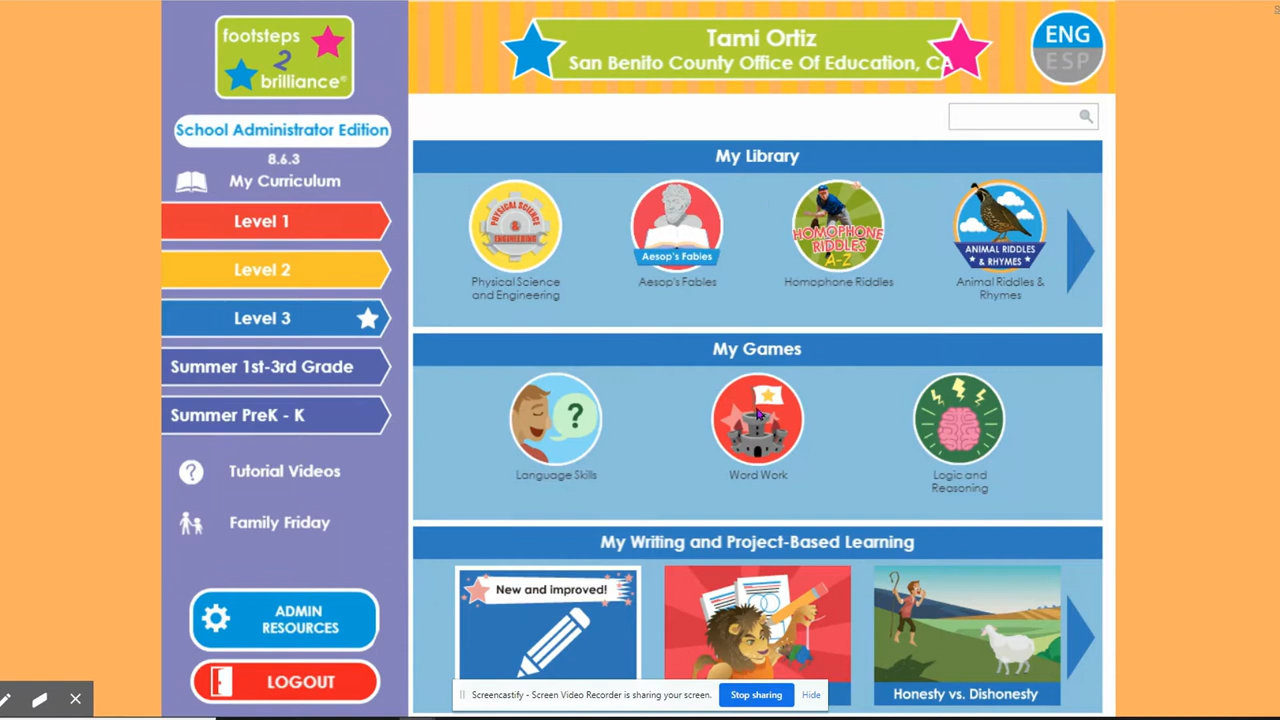 footsteps
2
brilliance®
School Administrator Edition
8.6.3
My Curriculum
Level 1
Level 2
Level 3
Summer 1st-3rd Grade
Summer PreK - K
Tutorial Videos
Family Friday
ADMIN
RESOURCES
LOGOUT
Tami Ortiz
San Benito County Office Of Education, CA
ENG
ESP
My Library
PHYSICAL SCIENCE
&
ENGINEERING
Physical Science
and Engineering
Aesop's Fables
Aesop's Fables
HOMOPHONE
RIDDLES
A-Z
Homophone Riddles
ANIMAL RIDDLES
& RHYMES
Animal Riddles &
Rhymes
My Games
?
Language Skills
Word Work
Logic and
Reasoning
My Writing and Project-Based Learning
New and improved!
Honesty vs. Dishonesty
Screencastify - Screen Video Recorder is sharing your screen.
Stop sharing
Hide